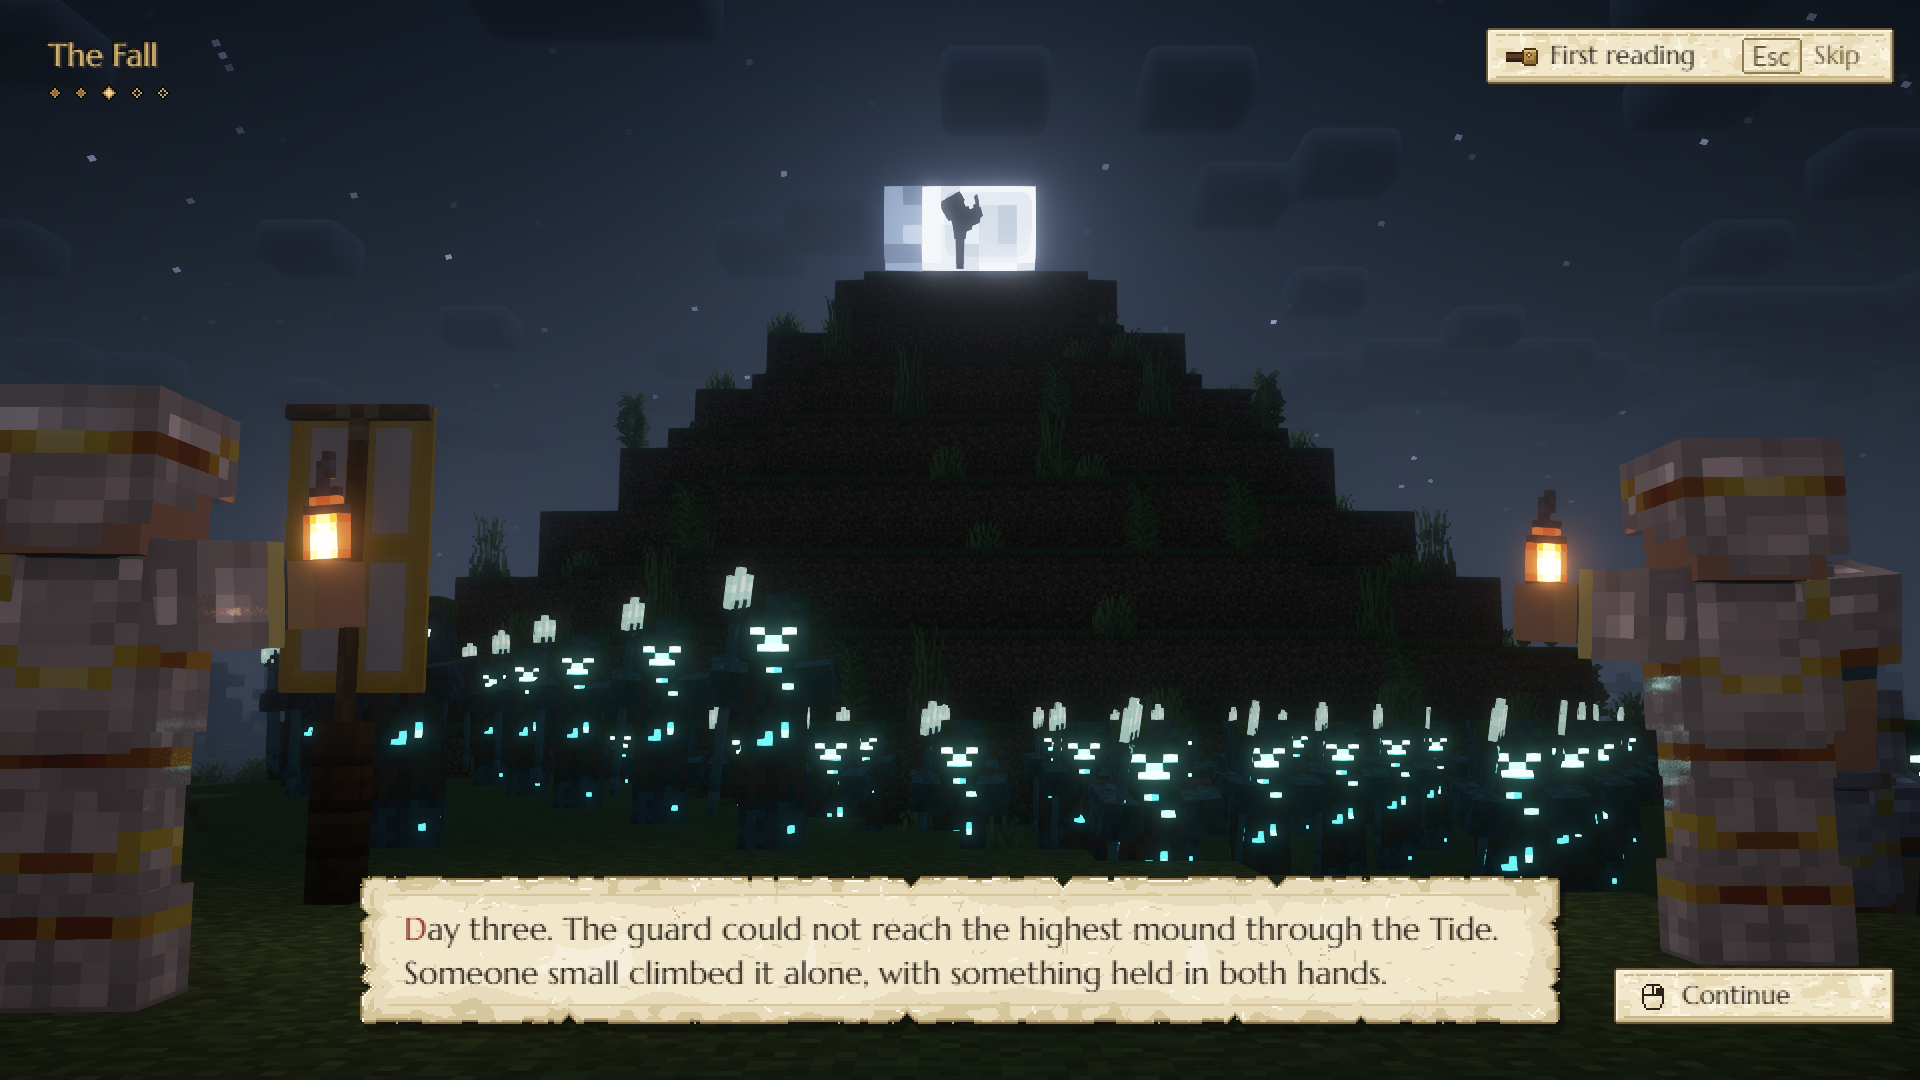 The Fall
First reading
Esc Skip
Day three. The guard could not reach the highest mound through the Tide.
Someone small climbed it alone, with something held in both hands.
Continue